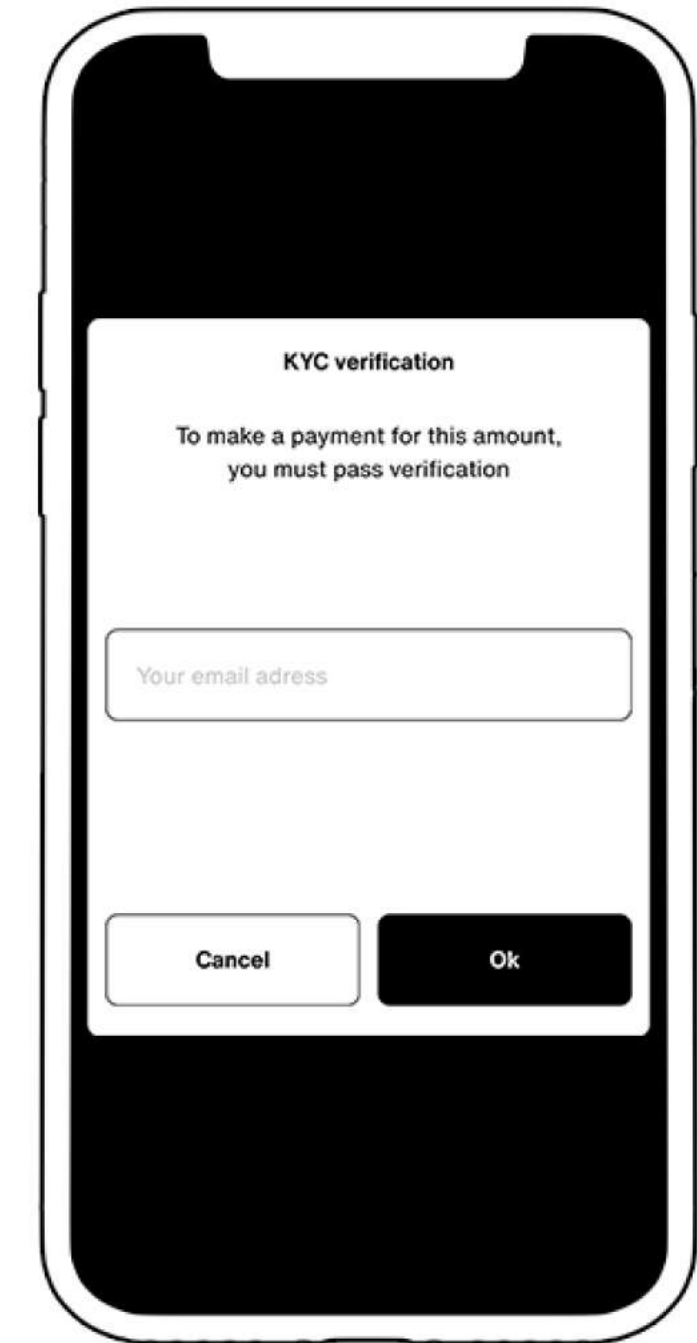 KYC verification
To make a payment for this amount,
you must pass verification
Your email adress
Cancel
Ok